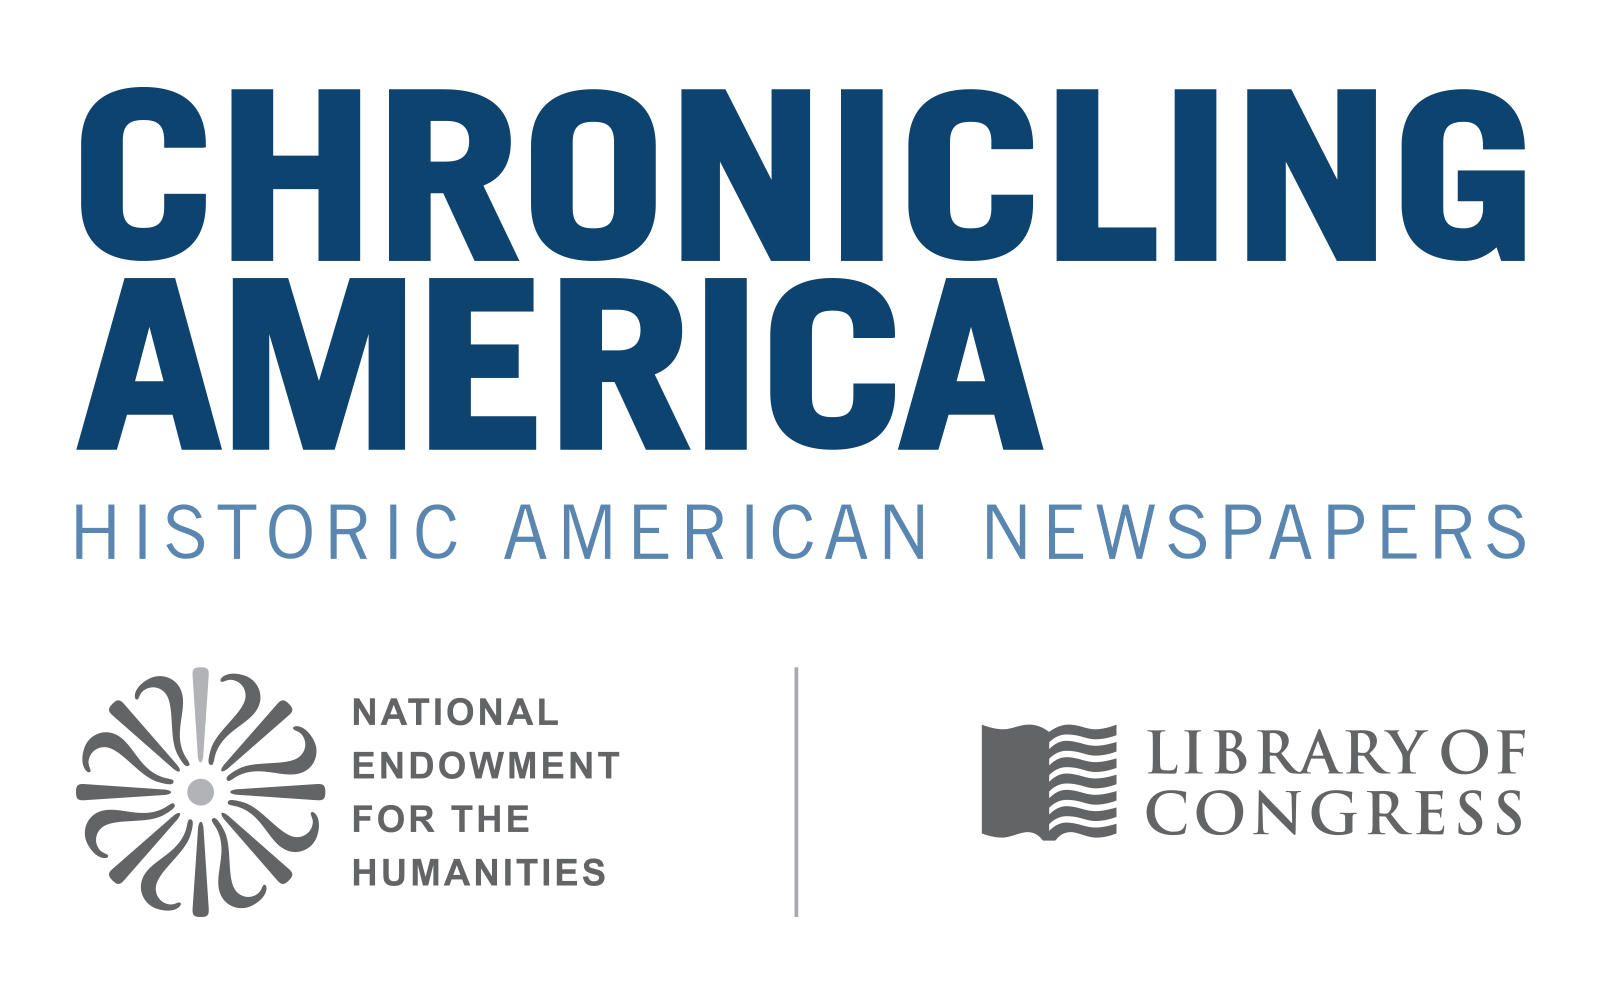 CHRONICLING
AMERICA
HISTORIC AMERICAN NEWSPAPERS
NATIONAL
ENDOWMENT
FOR THE
HUMANITIES
LIBRARY OF
CONGRESS